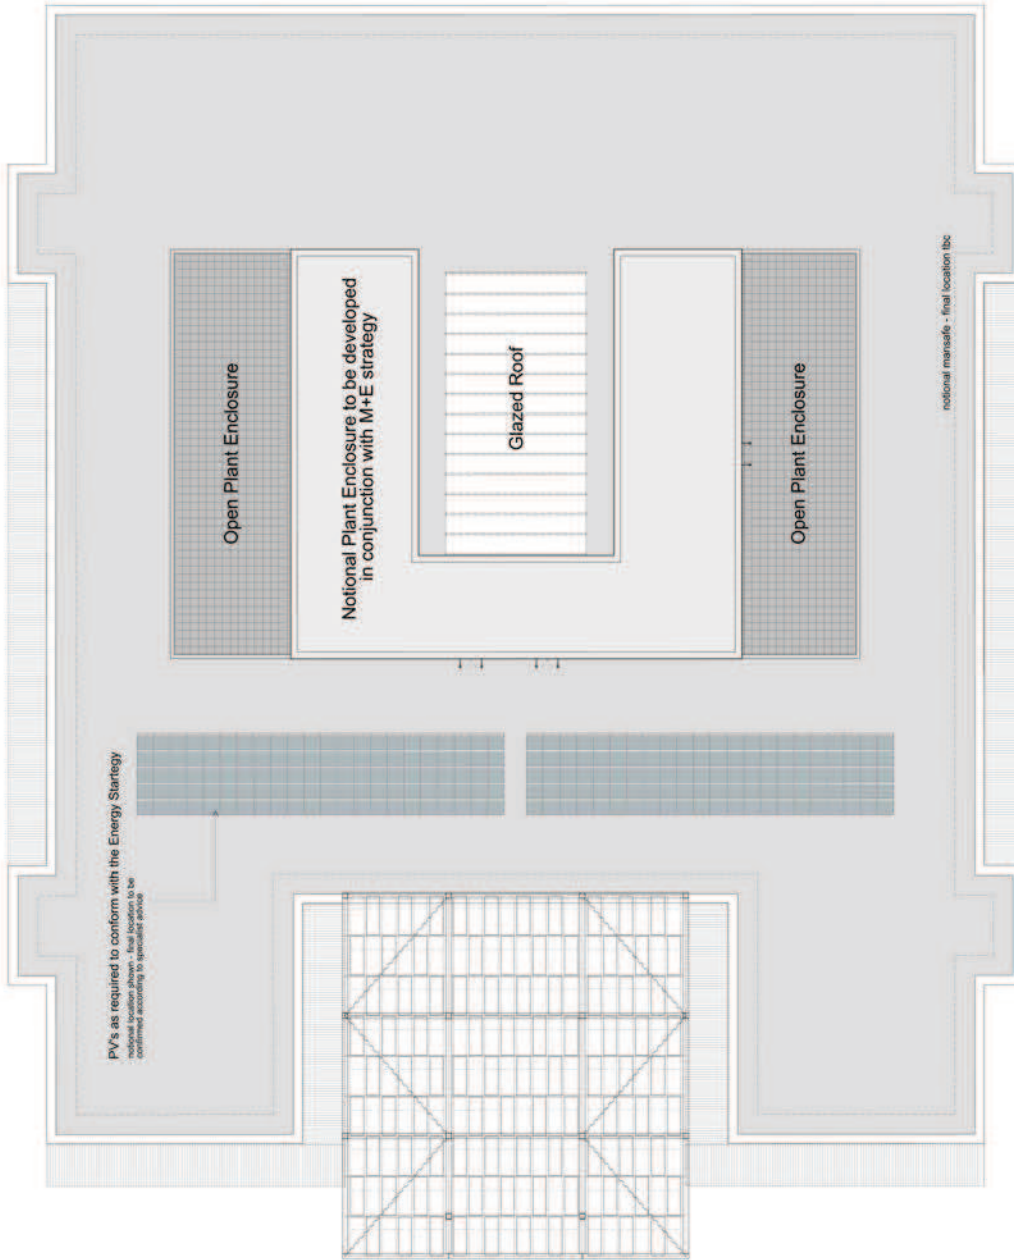 PV's as required to conform with the Energy Startegy
notional location shown - final location to be
confirmed according to specialist advice
Open Plant Enclosure
Notional Plant Enclosure to be developed
in conjunction with M+E strategy
Glazed Roof
Open Plant Enclosure
notional mansafe - final location tbc